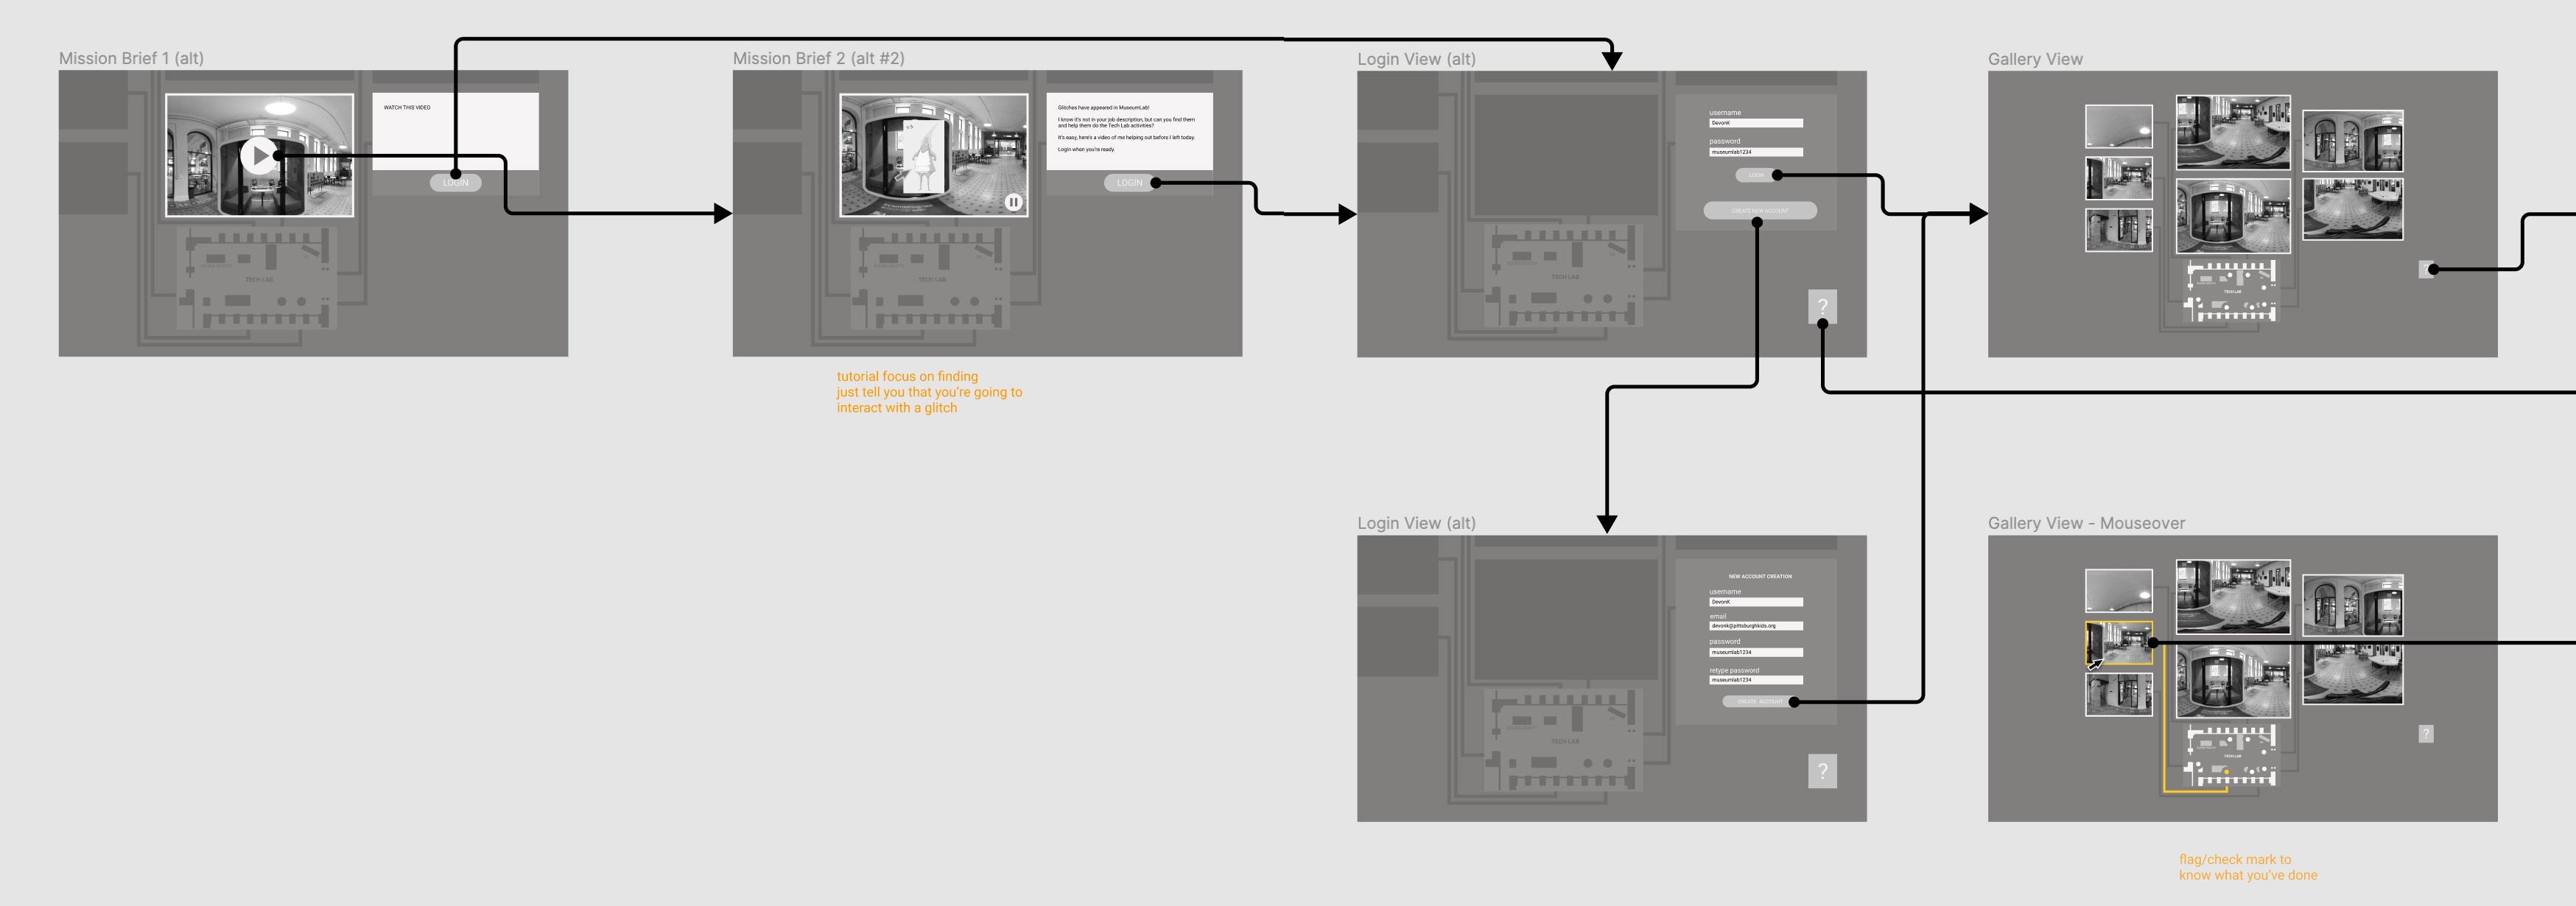 Mission Brief 1 (alt)
WATCH THIS VIDEO
LOGIN
TECH LAB
Mission Brief 2 (alt #2)
Glitches have appeared in MuseumLab!
I know it's not in your job description, but can you find them
and help them do the Tech Lab activities?
It's easy, here's a video of me helping out before I left today.
Login when you're ready.
LOGIN
TECH LAB
tutorial focus on finding
just tell you that you're going to
interact with a glitch
Login View (alt)
username
DevonK
password
museumlab1234
LOGIN
CREATE NEW ACCOUNT
TECH LAB
?
Gallery View
TECH LAB
Login View (alt)
NEW ACCOUNT CREATION
username
DevonK
email
devonk@pittsburghkids.org
password
museumlab1234
retype password
museumlab1234
CREATE ACCOUNT
TECH LAB
?
Gallery View - Mouseover
TECH LAB
?
flag/check mark to
know what you've done